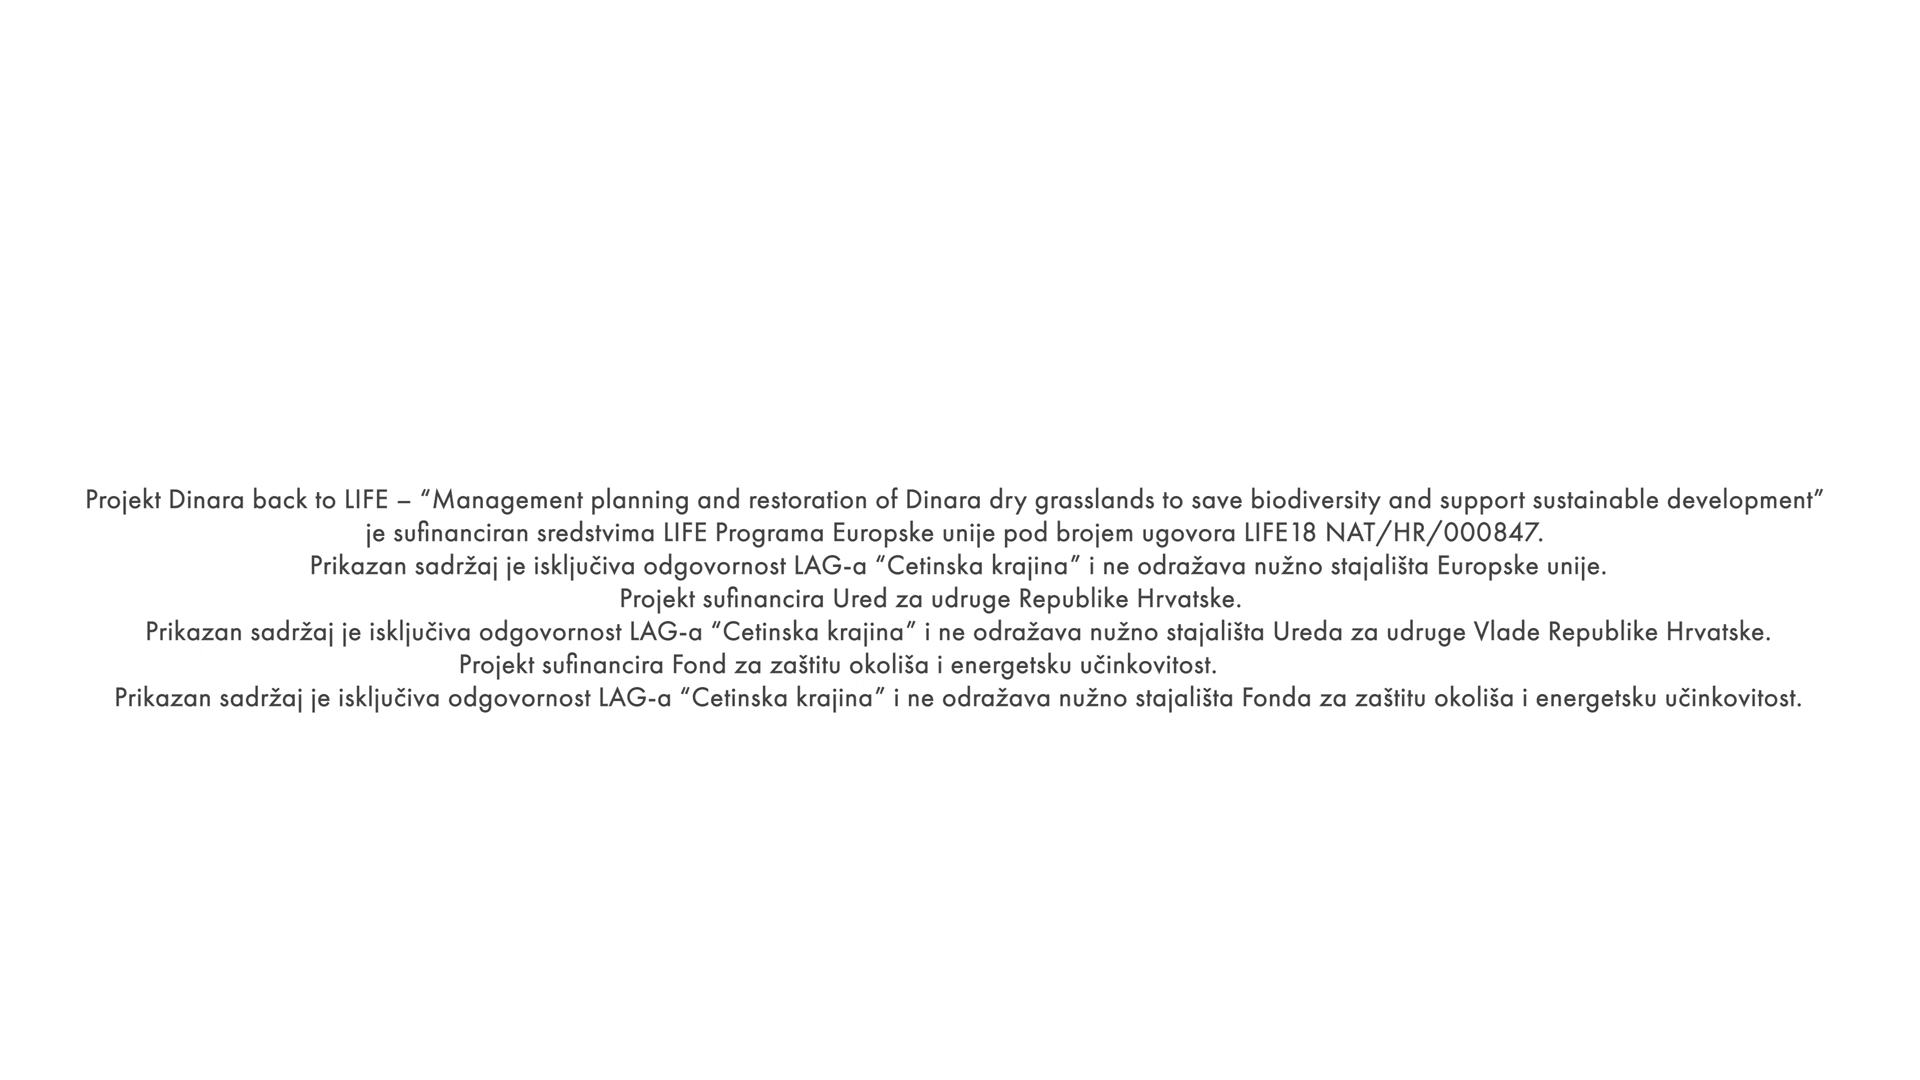 Projekt Dinara back to LIFE – “Management planning and restoration of Dinara dry grasslands to save biodiversity and support sustainable development”
je sufinanciran sredstvima LIFE Programa Europske unije pod brojem ugovora LIFE18 NAT/HR/000847.
Prikazan sadržaj je isključiva odgovornost LAG-a “Cetinska krajina” i ne odražava nužno stajališta Europske unije.
Projekt sufinancira Ured za udruge Republike Hrvatske.
Prikazan sadržaj je isključiva odgovornost LAG-a “Cetinska krajina” i ne odražava nužno stajališta Ureda za udruge Vlade Republike Hrvatske.
Projekt sufinancira Fond za zaštitu okoliša i energetsku učinkovitost.
Prikazan sadržaj je isključiva odgovornost LAG-a “Cetinska krajina” i ne odražava nužno stajališta Fonda za zaštitu okoliša i energetsku učinkovitost.